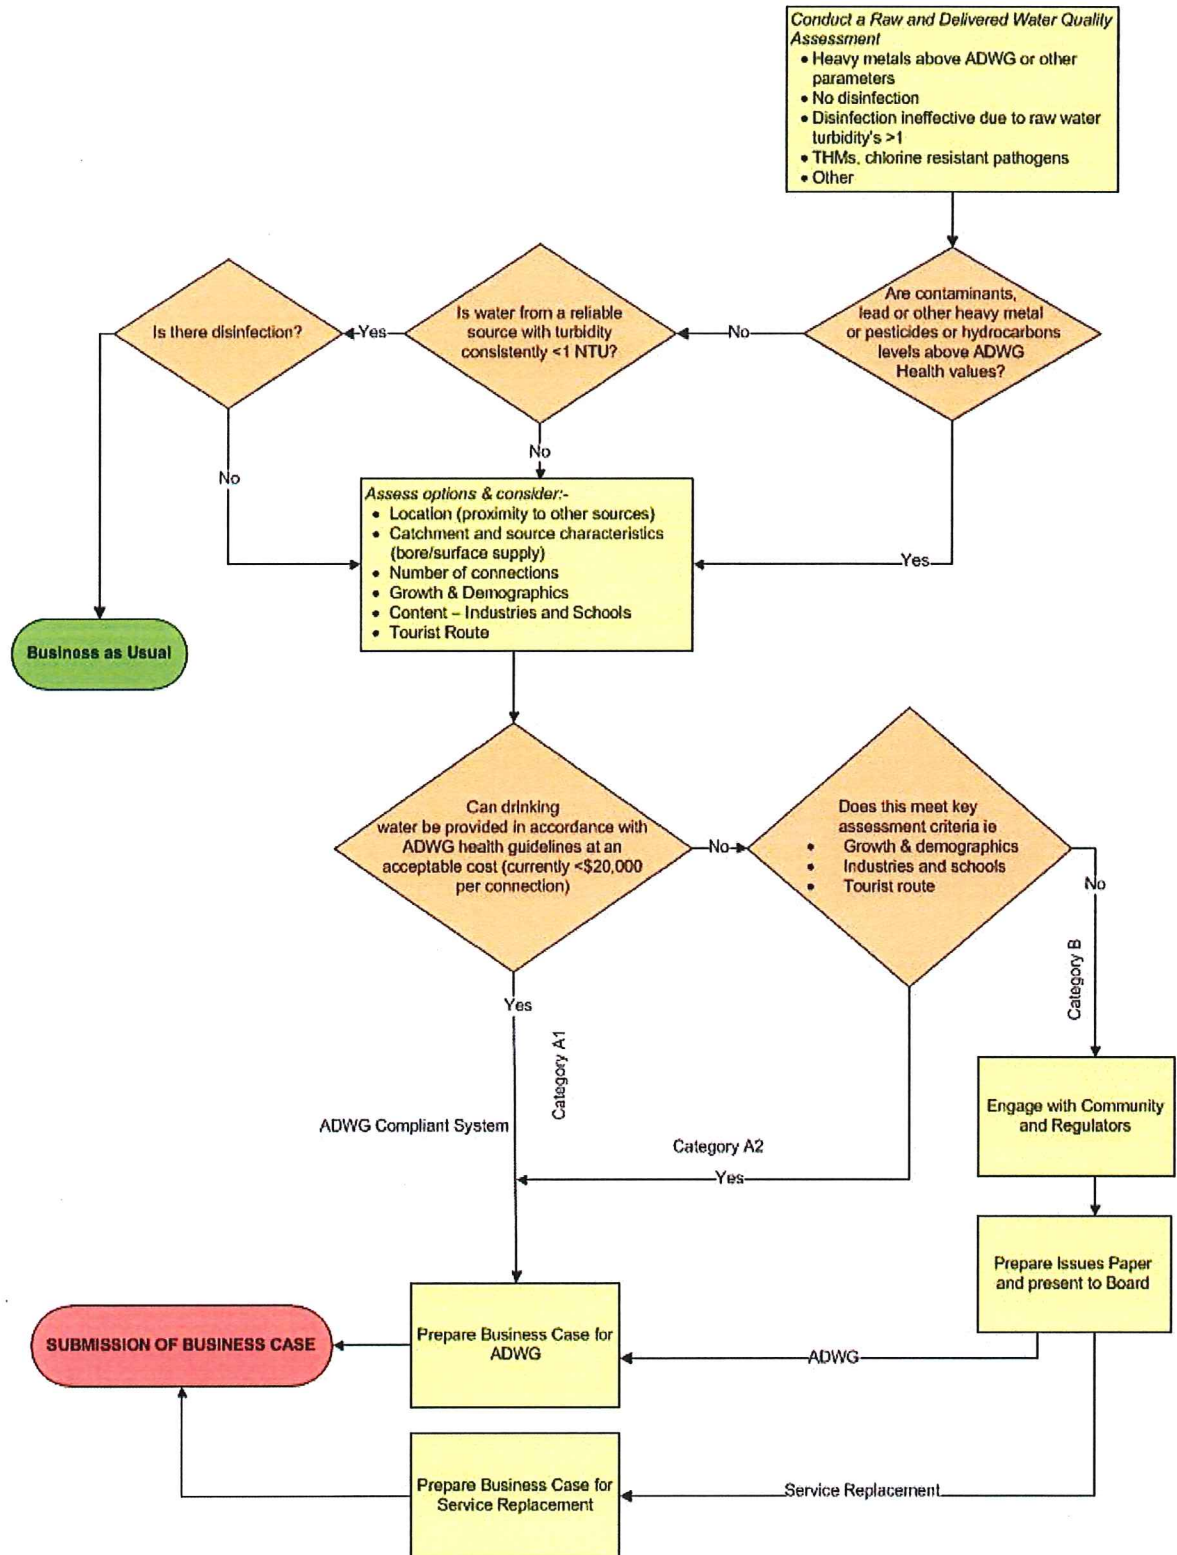 Conduct a Raw and Delivered Water Quality
Assessment
• Heavy metals above ADWG or other
parameters
• No disinfection
• Disinfection ineffective due to raw water
turbidity's >1
• THMs, chlorine resistant pathogens
• Other
Are contaminants,
lead or other heavy metal
or pesticides or hydrocarbons
levels above ADWG
Health values?
No
Is water from a reliable
source with turbidity
consistently <1 NTU?
Yes
Is there disinfection?
No
No
Yes
Assess options & consider:-
• Location (proximity to other sources)
• Catchment and source characteristics
(bore/surface supply)
• Number of connections
• Growth & Demographics
• Content – Industries and Schools
• Tourist Route
Business as Usual
Can drinking
water be provided in accordance with
ADWG health guidelines at an
acceptable cost (currently <$20,000
per connection)
No
Does this meet key
assessment criteria ie
• Growth & demographics
• Industries and schools
• Tourist route
No
Category B
Yes
Category A1
ADWG Compliant System
Category A2
Yes
Engage with Community
and Regulators
Prepare Issues Paper
and present to Board
Prepare Business Case for
ADWG
ADWG
SUBMISSION OF BUSINESS CASE
Prepare Business Case for
Service Replacement
Service Replacement